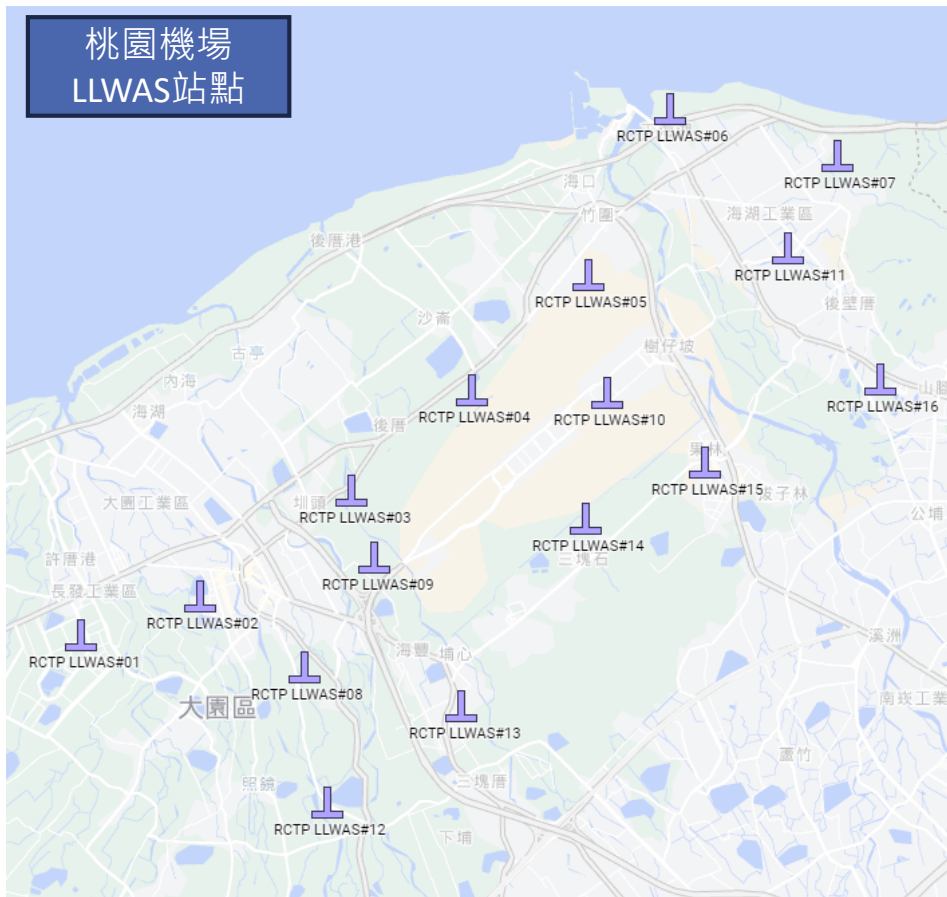 桃園機場
LLWAS站點
RCTP LLWAS#06
RCTP LLWAS#07
海口
竹圍
海湖工業區
後厝港
RCTP LLWAS#11
RCTP LLWAS#05
後壁厝
沙崙
樹仔坡
古亭
內海
山腳
RCTP LLWAS#04
RCTP LLWAS#10
RCTP LLWAS#16
海湖
後厝
果林
RCTP LLWAS#15
拔子林
大園工業區
圳頭
RCTP LLWAS#03
公埔
RCTP LLWAS#14
三塊石
許厝港
RCTP LLWAS#09
長發工業區
RCTP LLWAS#02
溪洲
RCTP LLWAS#01
海豐
埔心
RCTP LLWAS#08
大園區
南崁工業
RCTP LLWAS#13
蘆竹
照鏡
三塊厝
RCTP LLWAS#12
下埔